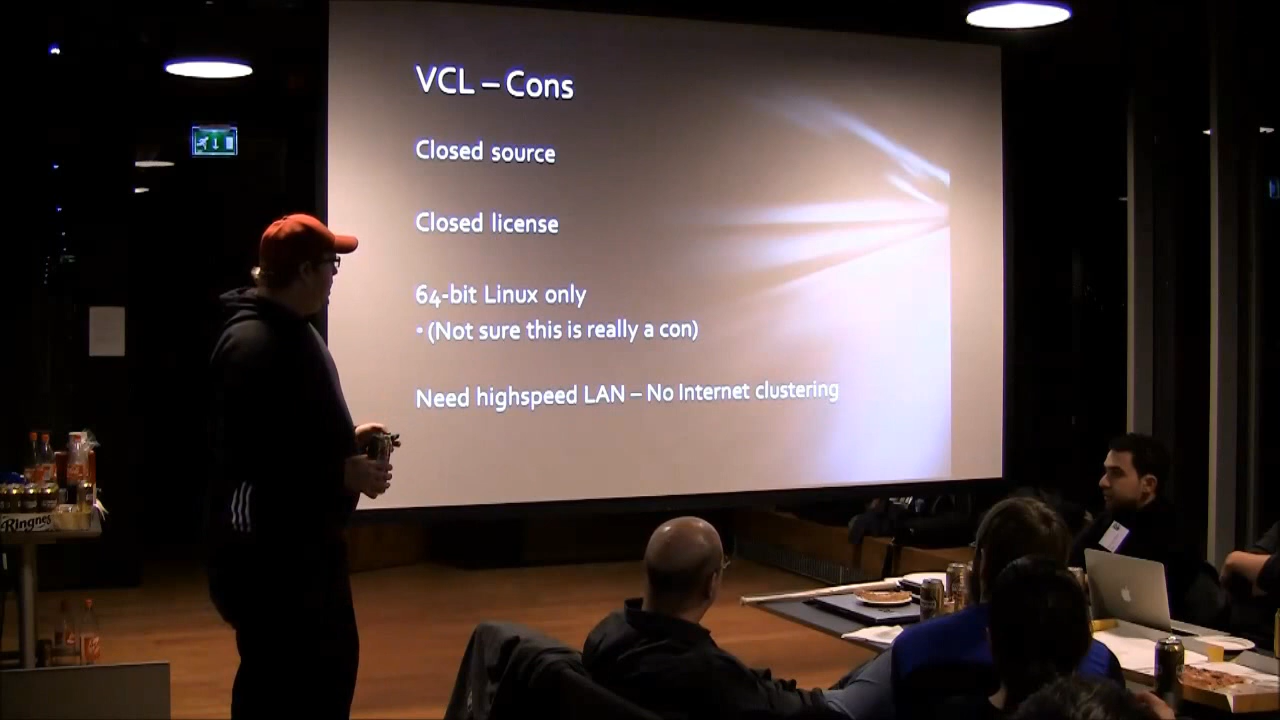 VCL – Cons
Closed source
Closed license
64-bit Linux only
• (Not sure this is really a con)
Need highspeed LAN – No Internet clustering
Ringnes